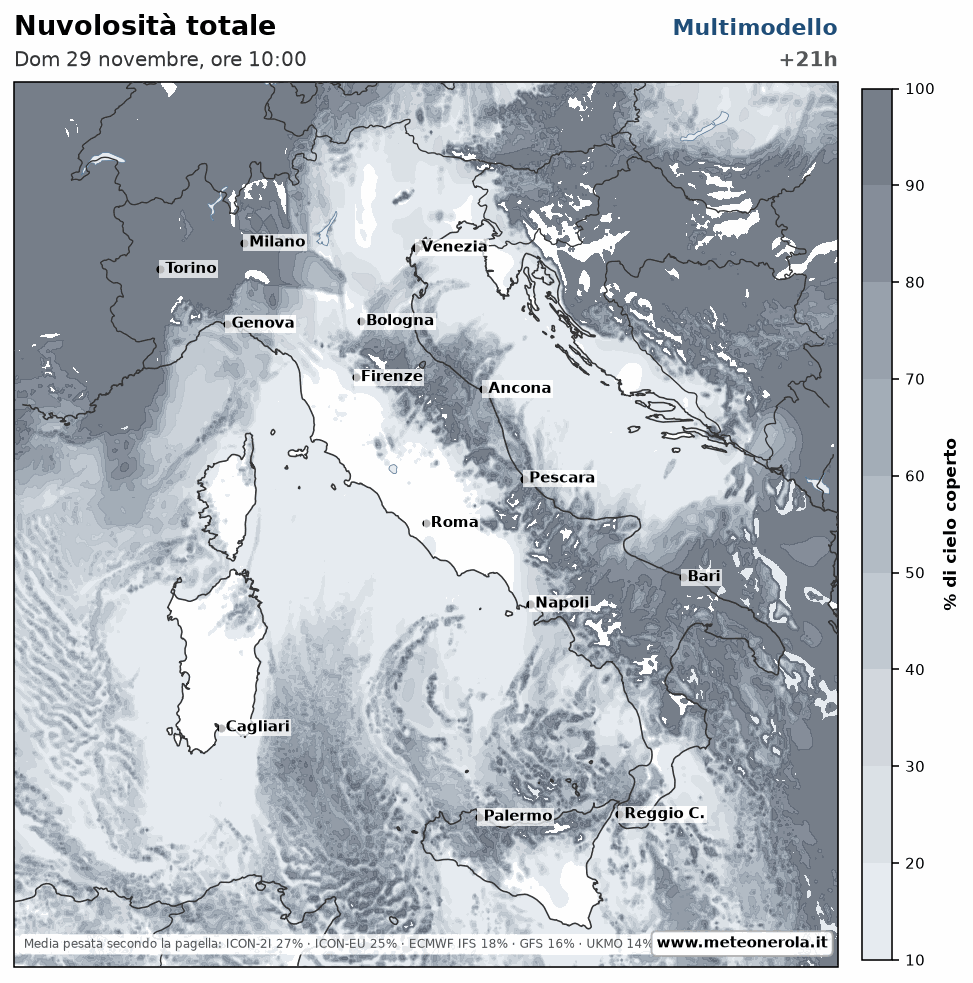 Nuvolosità totale
Multimodello
Dom 29 novembre, ore 10:00
+21h
100
90
80
70
60
50
40
30
20
10
% di cielo coperto
Milano
Venezia
Torino
Genova
Bologna
Firenze
Ancona
Pescara
Roma
Bari
Napoli
Cagliari
Palermo
Reggio C.
Media pesata secondo la pagella: ICON-2I 27% · ICON-EU 25% · ECMWF IFS 18% · GFS 16% · UKMO 14%
www.meteonerola.it